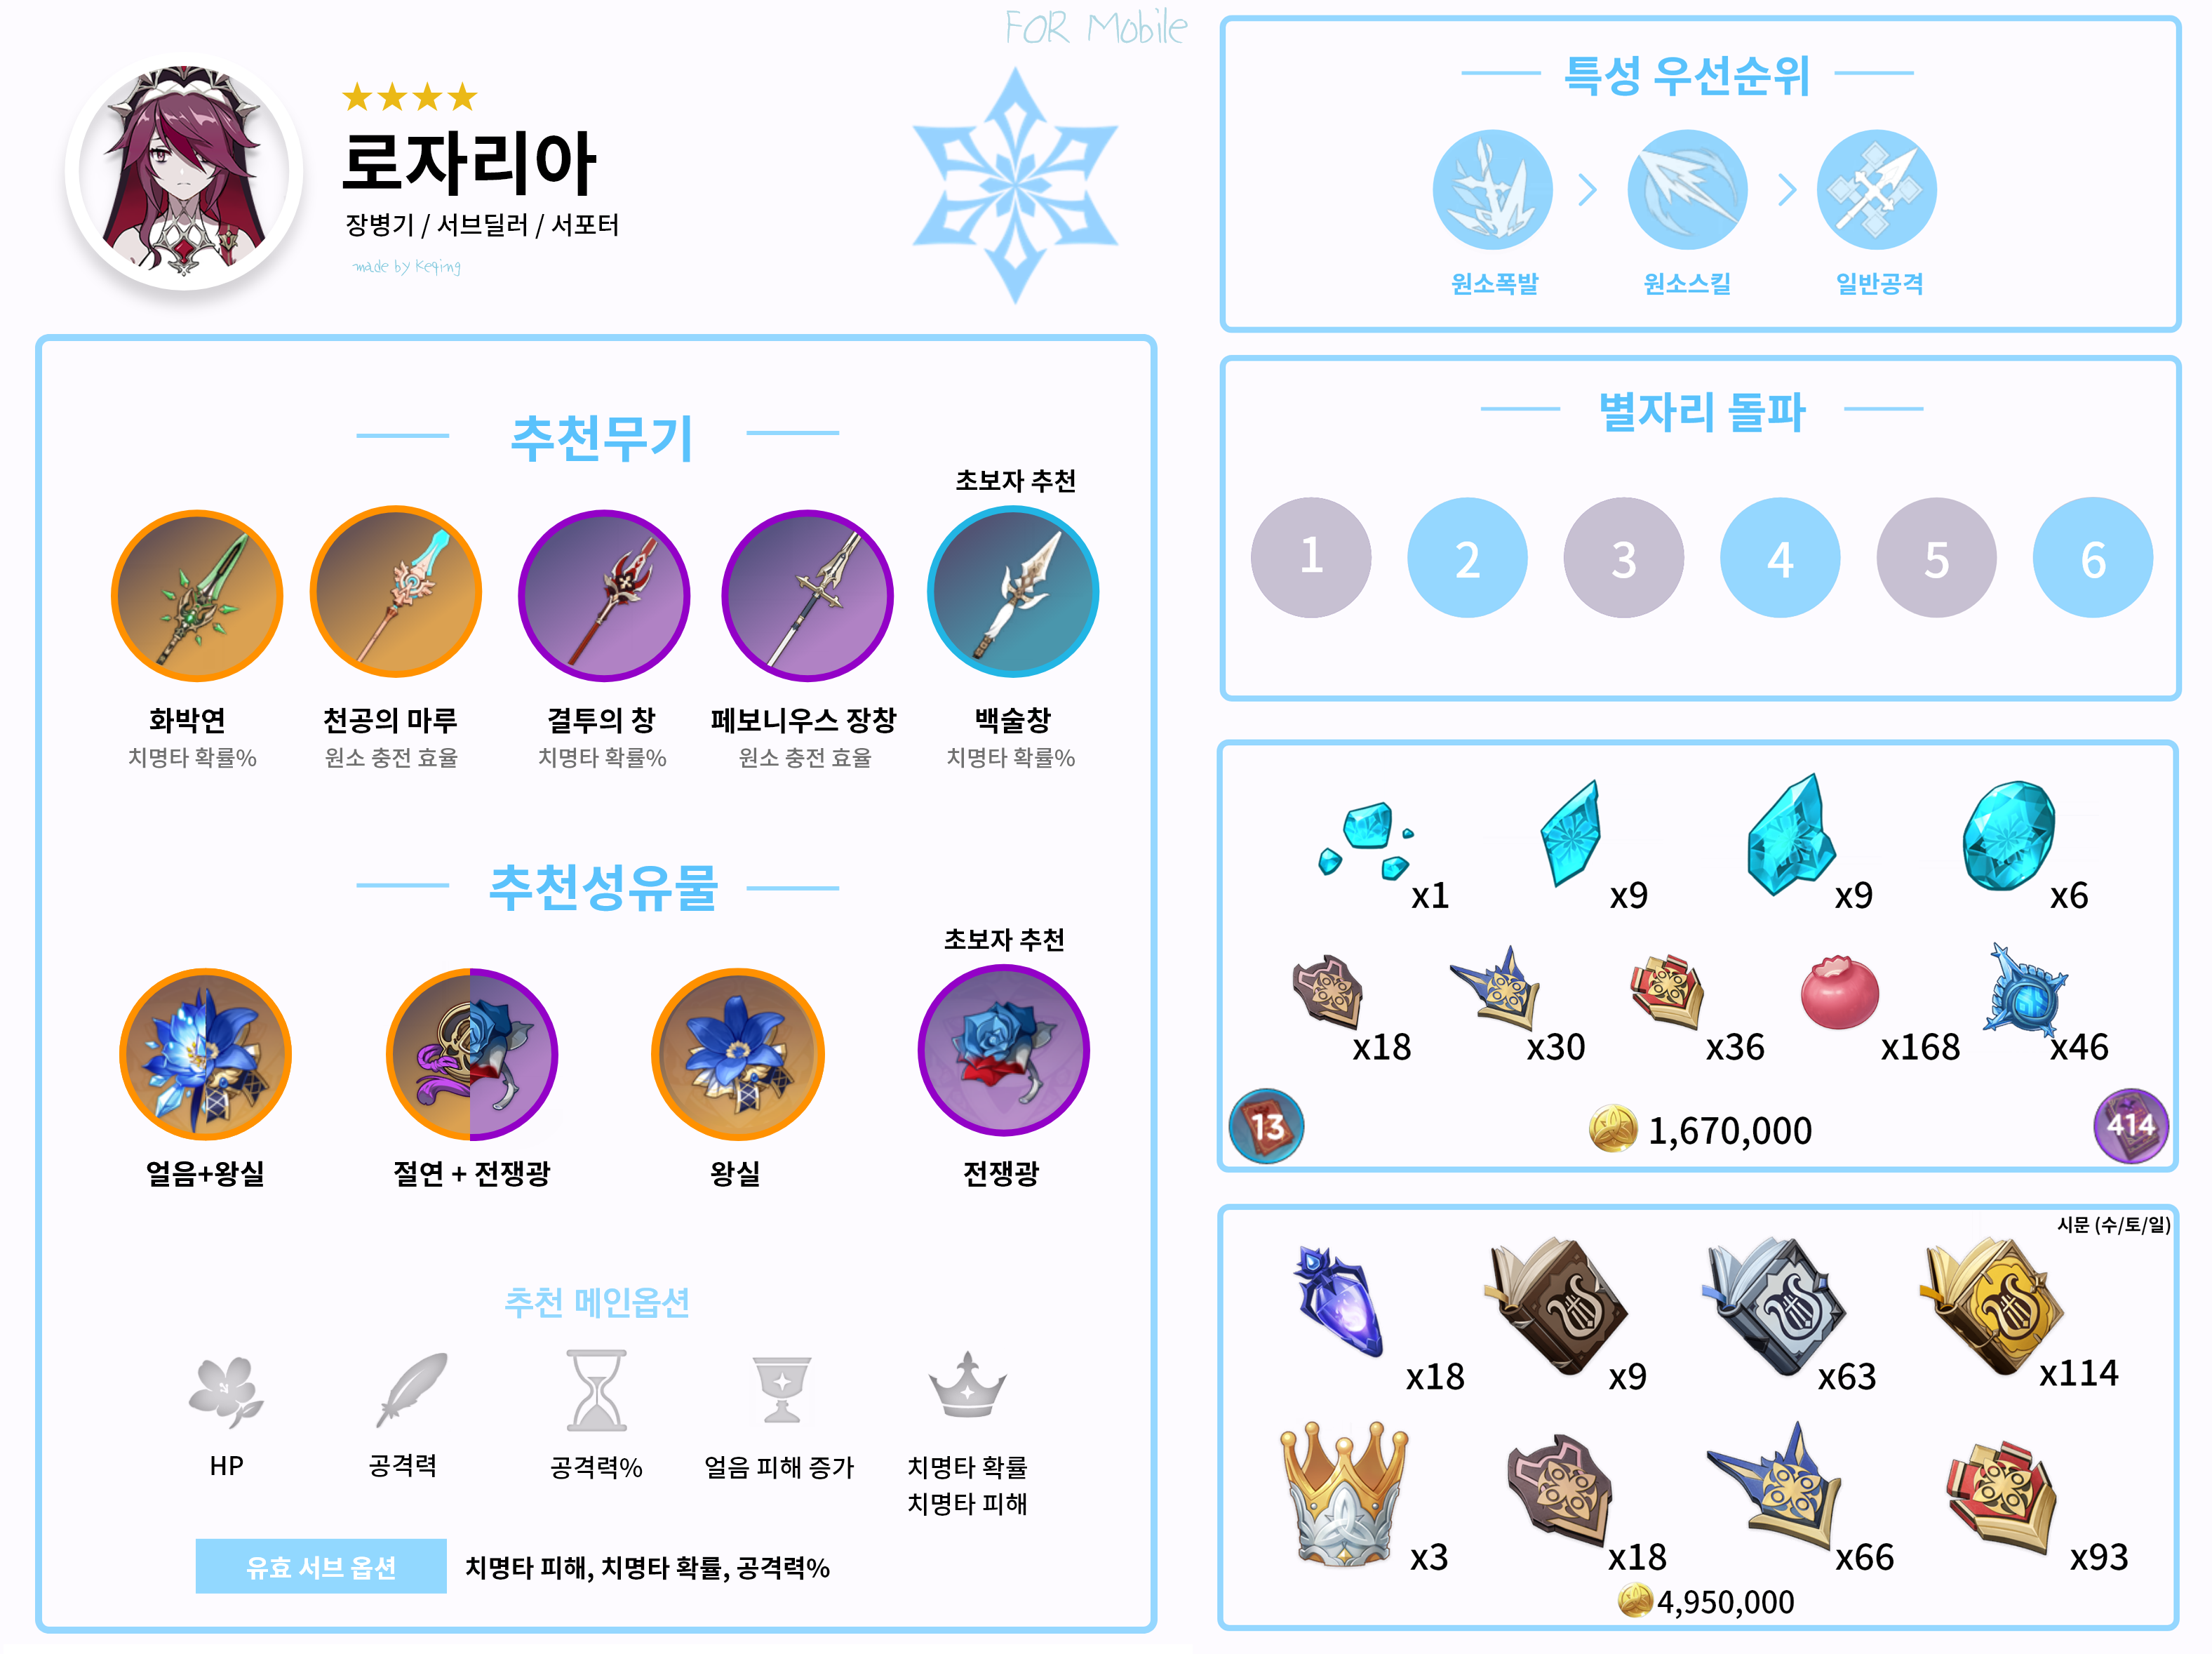 FOR Mobile
로자리아
장병기 / 서브딜러 / 서포터
made by Keqing
추천무기
초보자 추천
화박연
천공의 마루
결투의 창
페보니우스 장창
백술창
치명타 확률%
원소 충전 효율
치명타 확률%
원소 충전 효율
치명타 확률%
추천성유물
초보자 추천
얼음+왕실
절연 + 전쟁광
왕실
전쟁광
추천 메인옵션
HP
공격력
공격력%
얼음 피해 증가
치명타 확률
치명타 피해
유효 서브 옵션
치명타 피해, 치명타 확률, 공격력%
특성 우선순위
원소폭발
원소스킬
일반공격
별자리 돌파
1
2
3
4
5
6
x1
x9
x9
x6
x18
x30
x36
x168
x46
13
1,670,000
414
시문 (수/토/일)
x18
x9
x63
x114
x3
x18
x66
x93
4,950,000